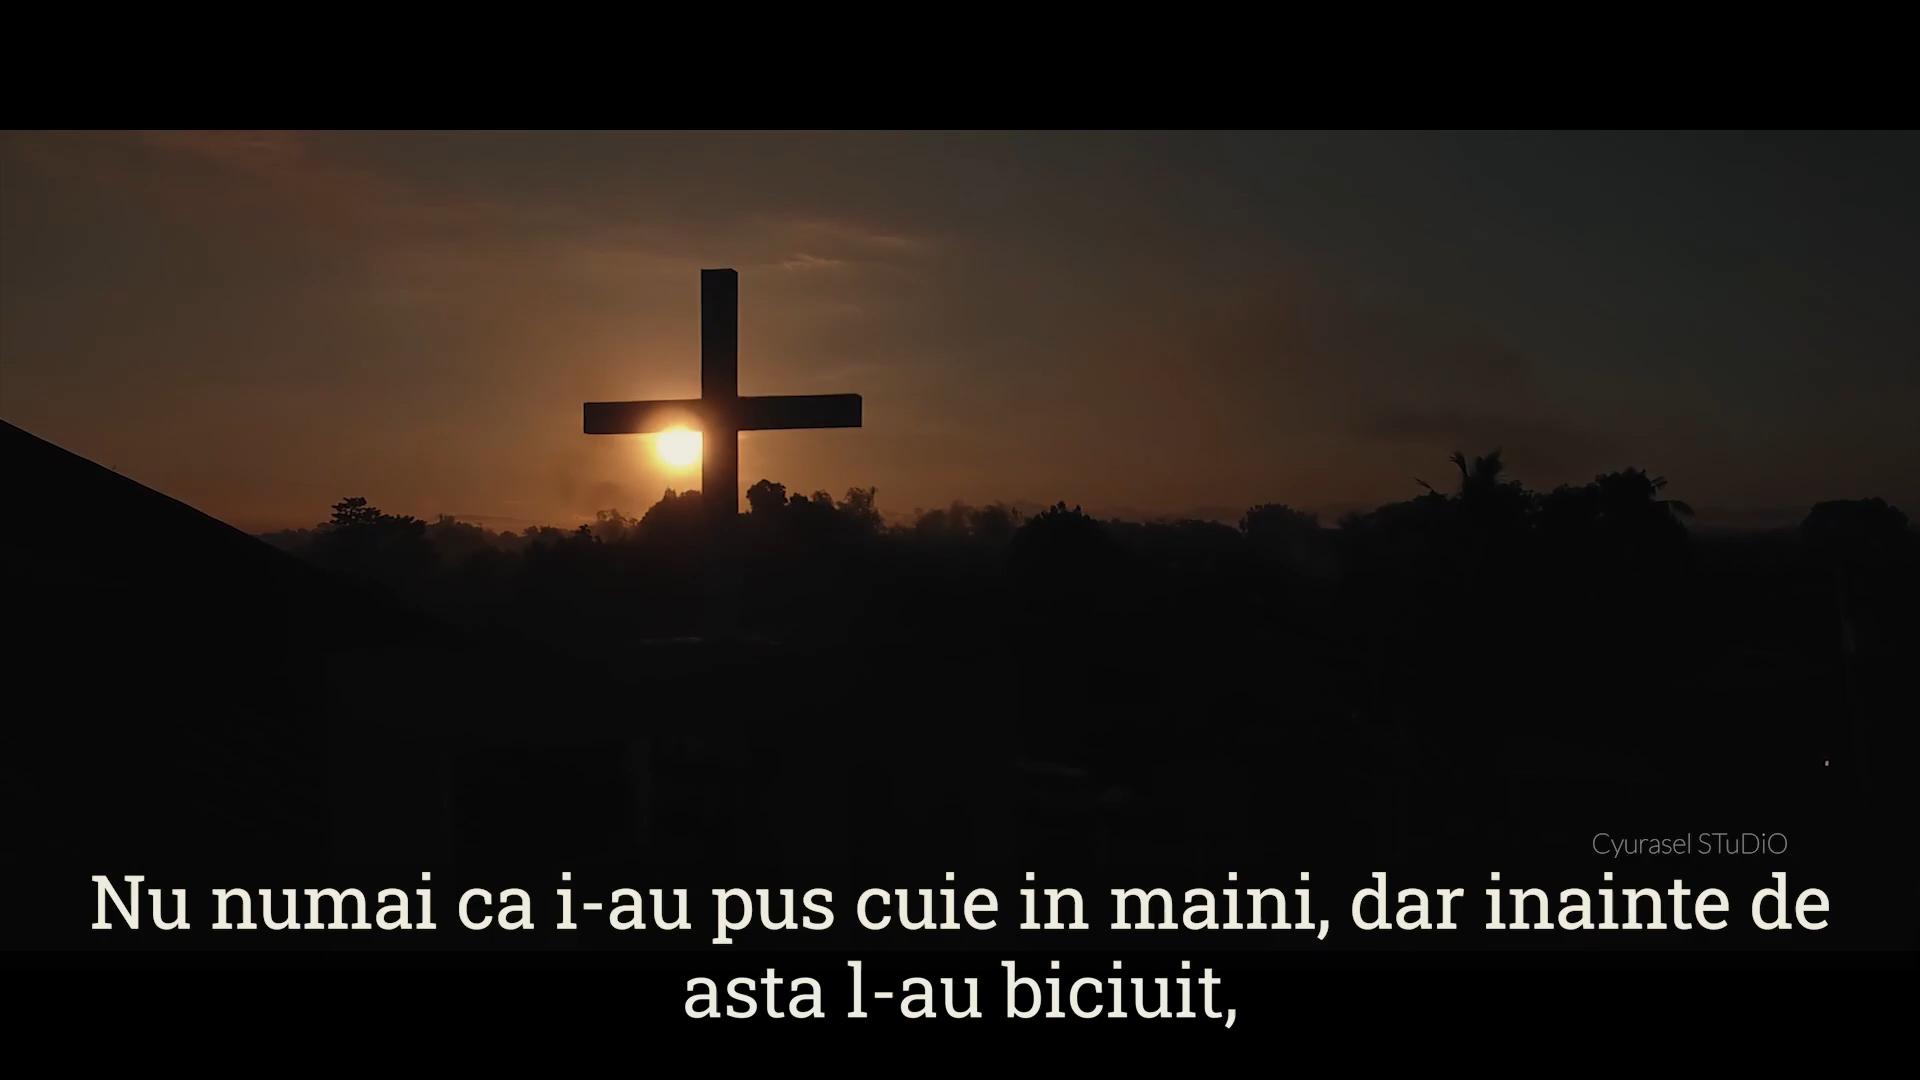 Cyurasel STuDiO
Nu numai ca i-au pus cuie in maini, dar inainte de
asta l-au biciuit,